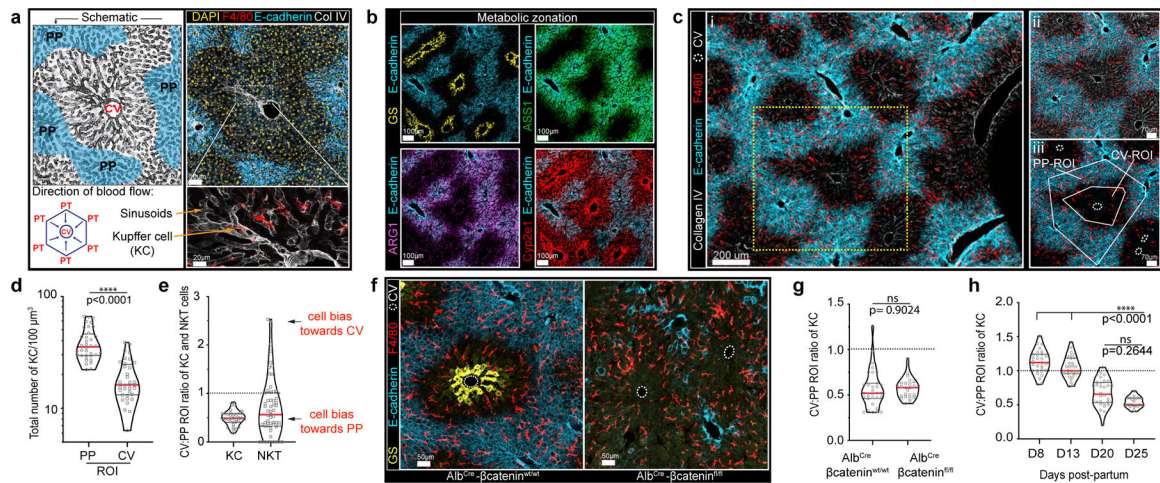 a
Schematic
PP
PP
PP
PP
CV
DAPI F4/80 E-cadherin Col IV
Direction of blood flow:
PT
PT
PT
PT
PT
PT
CV
Sinusoids
Kupffer cell
(KC)
20µm
b
Metabolic zonation
GS E-cadherin
100µm
ASS1 E-cadherin
100µm
ARG1 E-cadherin
100µm
Cyp2e1 E-cadherin
100µm
c
i
Collagen IV E-cadherin F4/80 CV
200 um
ii
70µm
iii
PP-ROI
CV-ROI
70µm
d
Total number of KC/100 µm³
100
10
****
p<0.0001
PP CV
ROI
e
CV:PP ROI ratio of KC and NKT cells
3
2
1
0
KC NKT
cell bias
towards CV
cell bias
towards PP
f
GS E-cadherin F4/80 CV
50µm
50µm
Alb^Cre-βcatenin^wt/wt
Alb^Cre-βcatenin^fl/fl
g
CV:PP ROI ratio of KC
1.5
1.0
0.5
0.0
ns
p= 0.9024
Alb^Cre
βcatenin^wt/wt
Alb^Cre
βcatenin^fl/fl
h
CV:PP ROI ratio of KC
2.0
1.5
1.0
0.5
0.0
****
p<0.0001
ns
p=0.2644
D8 D13 D20 D25
Days post-partum